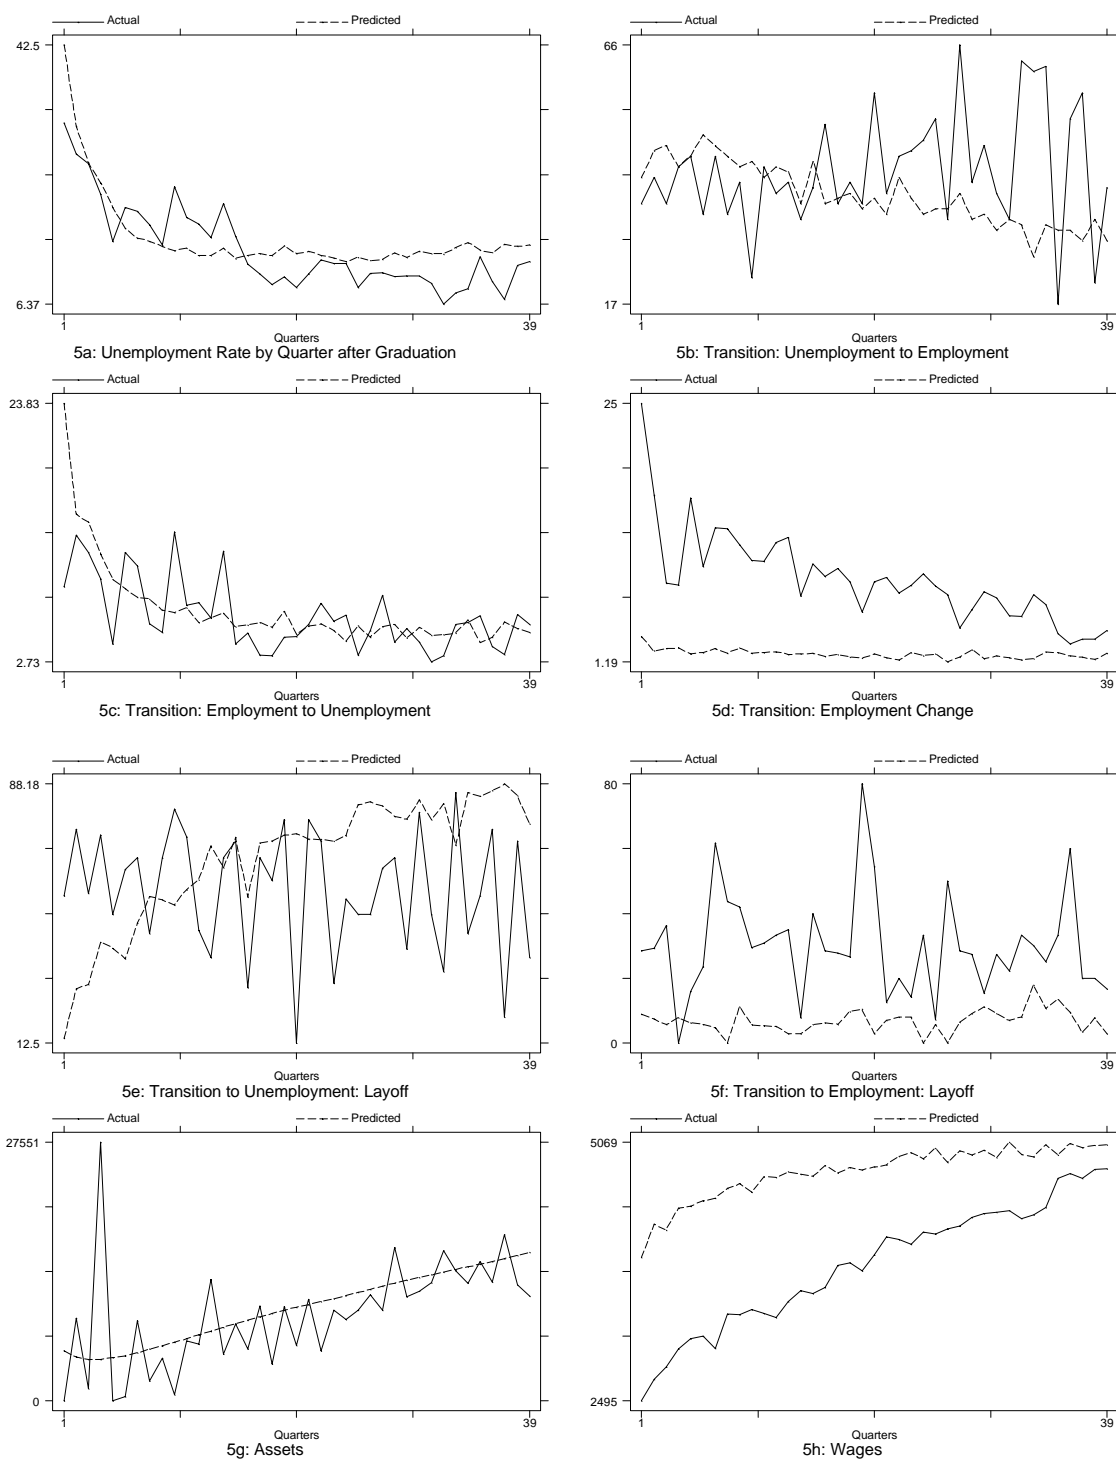 Actual Predicted
42.5
6.37
1 39
Quarters
5a: Unemployment Rate by Quarter after Graduation
Actual Predicted
66
17
1 39
Quarters
5b: Transition: Unemployment to Employment
Actual Predicted
23.83
2.73
1 39
Quarters
5c: Transition: Employment to Unemployment
Actual Predicted
25
1.19
1 39
Quarters
5d: Transition: Employment Change
Actual Predicted
88.18
12.5
1 39
Quarters
5e: Transition to Unemployment: Layoff
Actual Predicted
80
0
1 39
Quarters
5f: Transition to Employment: Layoff
Actual Predicted
27551
0
1 39
Quarters
5g: Assets
Actual Predicted
5069
2495
1 39
Quarters
5h: Wages